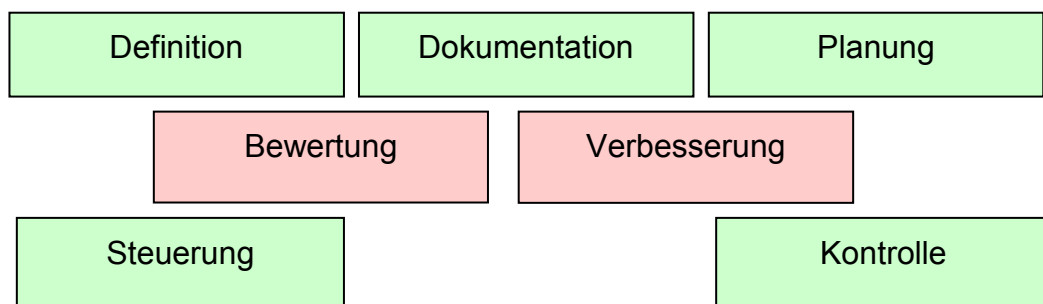 Definition
Dokumentation
Planung
Bewertung
Verbesserung
Steuerung
Kontrolle